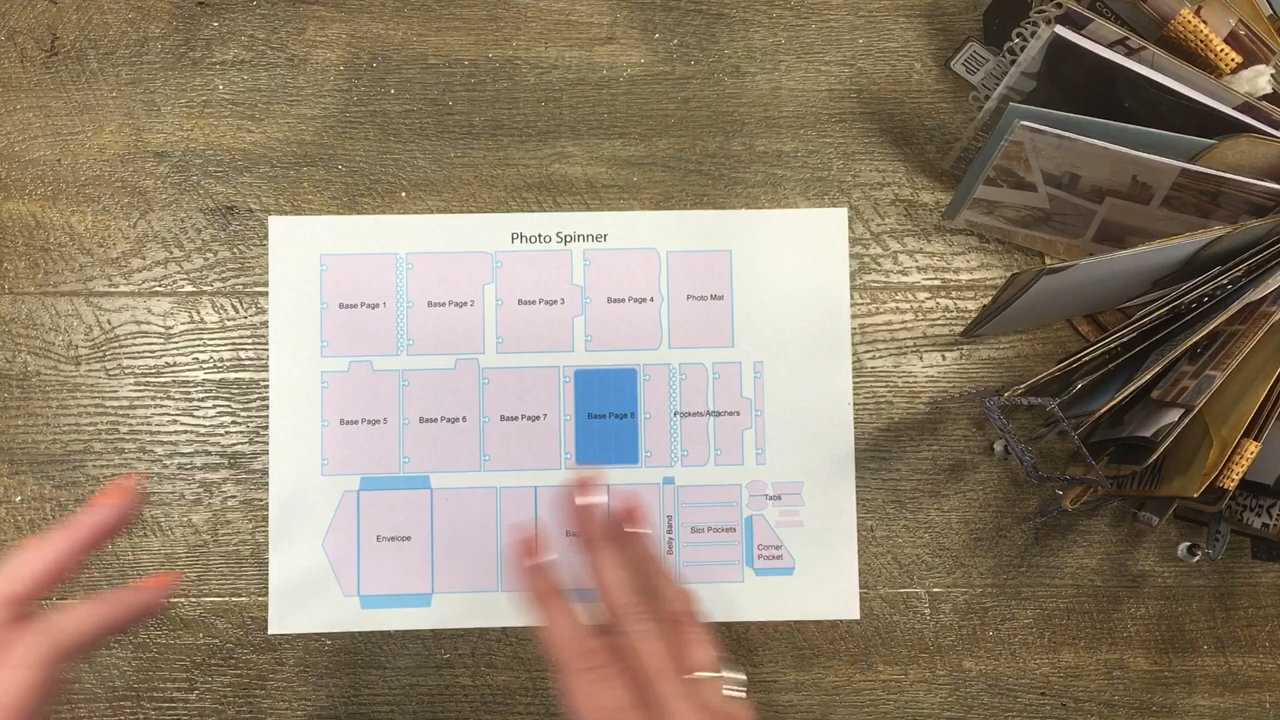 Photo Spinner
Base Page 1
Base Page 2
Base Page 3
Base Page 4
Photo Mat
Base Page 5
Base Page 6
Base Page 7
Base Page 8
Pockets/Attachers
Envelope
Belly Band
Slot Pockets
Tabs
Corner
Pocket
TRIP